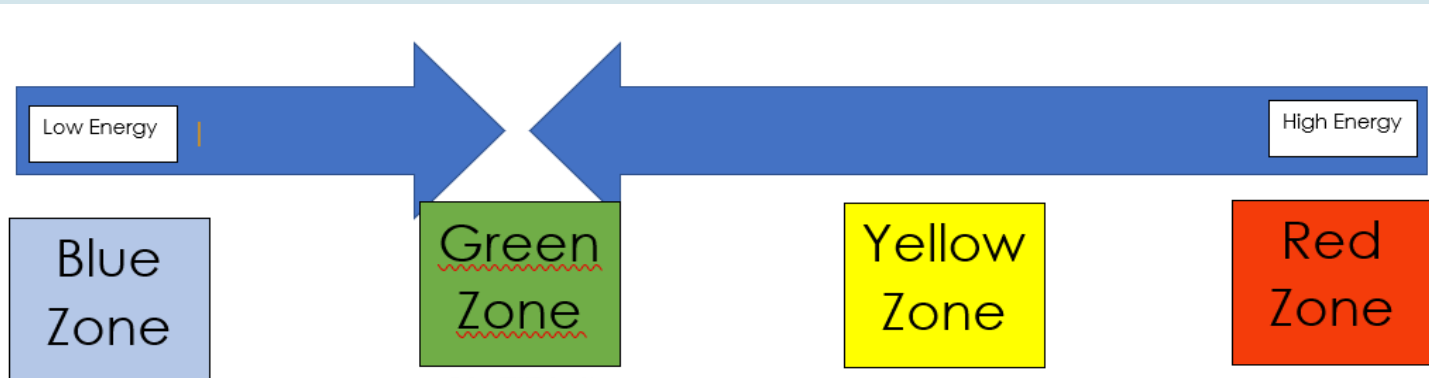 Low Energy
High Energy
Blue
Zone
Green
Zone
Yellow
Zone
Red
Zone